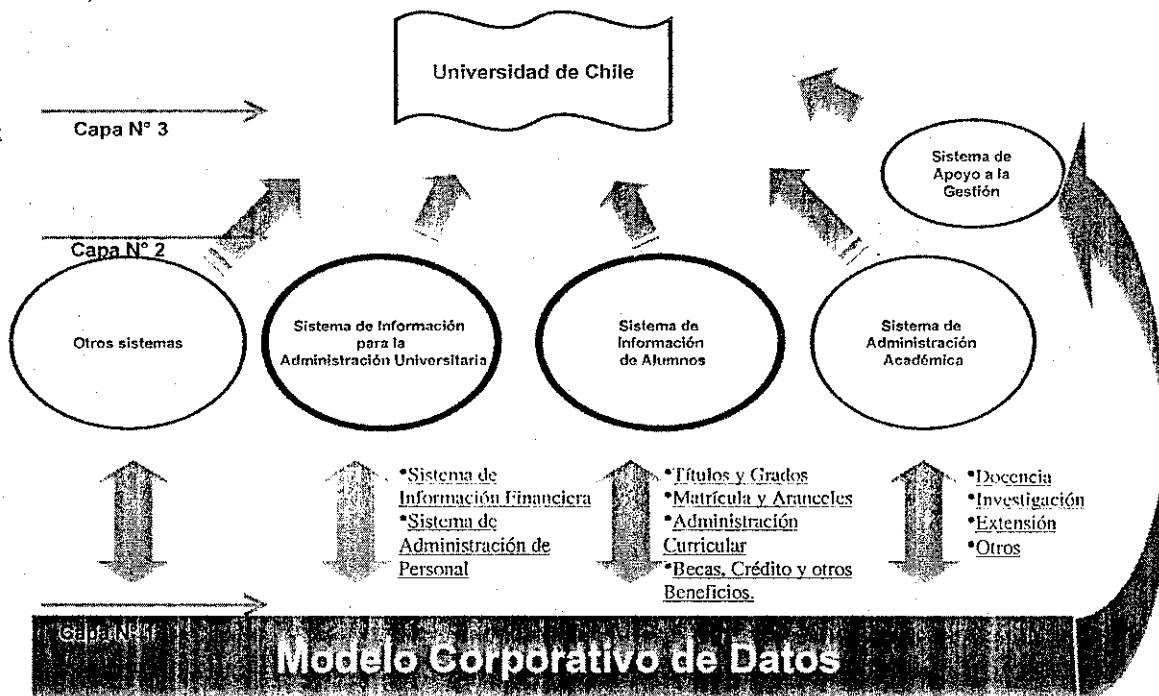 Universidad de Chile
Capa N° 3
Sistema de
Apoyo a la
Gestión
Capa N° 2
Otros sistemas
Sistema de Información
para la
Administración Universitaria
Sistema de
Información
de Alumnos
Sistema de
Administración
Académica
•Sistema de
Información Financiera
•Sistema de
Administración de
Personal
•Títulos y Grados
•Matrícula y Aranceles
•Administración
Curricular
•Becas, Crédito y otros
Beneficios.
•Docencia
•Investigación
•Extensión
•Otros
Capa N° 1
Modelo Corporativo de Datos